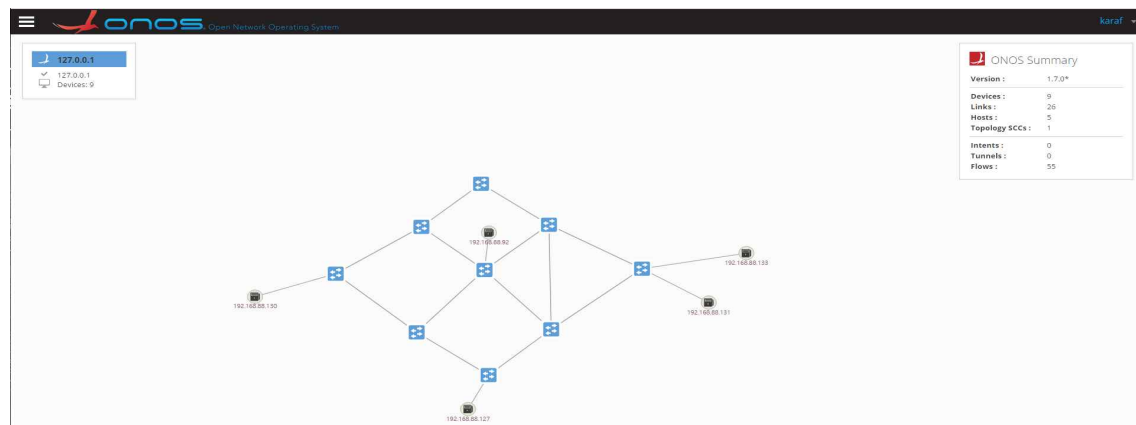 onos Open Network Operating System
karaf
127.0.0.1
127.0.0.1
Devices: 9
ONOS Summary
Version : 1.7.0*
Devices : 9
Links : 26
Hosts : 5
Topology SCCs : 1
Intents : 0
Tunnels : 0
Flows : 55
192.168.88.92
192.168.88.133
192.168.88.130
192.168.88.131
192.168.88.127